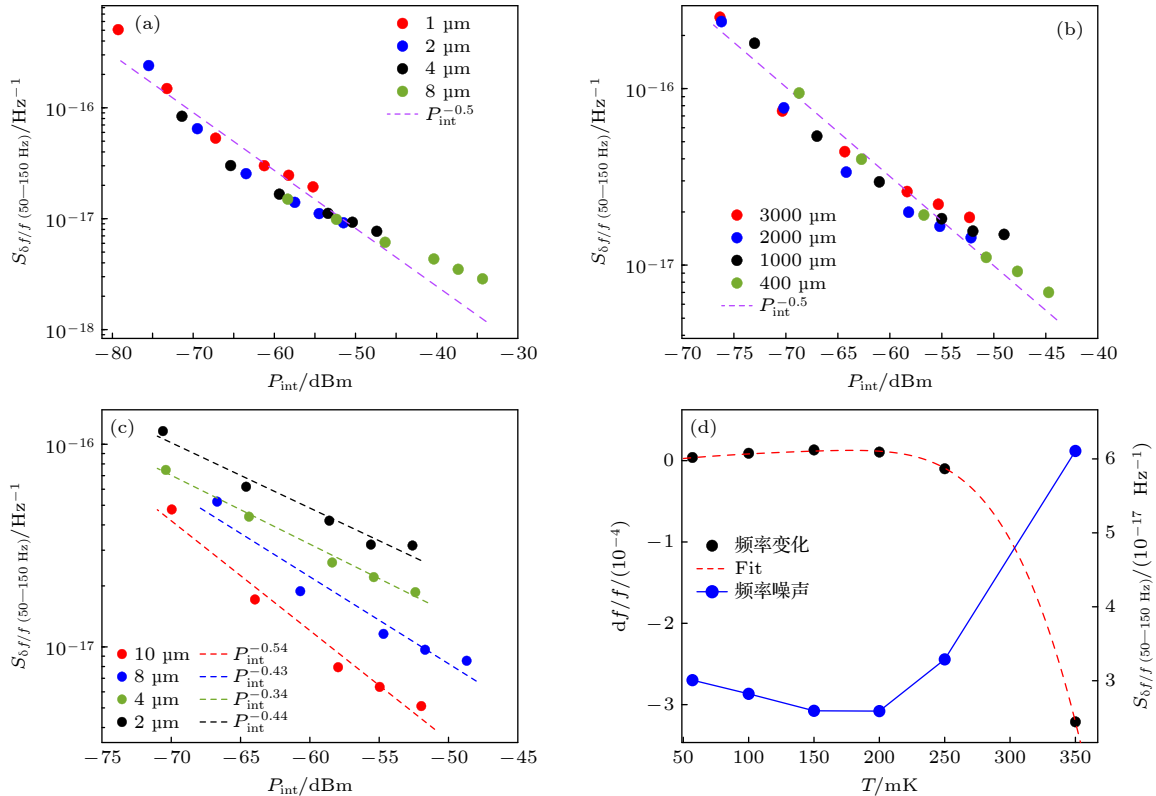 (a)
1 µm
2 µm
4 µm
8 µm
P_int^−0.5
10^−16
10^−17
10^−18
S_δf/f (50—150 Hz)/Hz^−1
−80 −70 −60 −50 −40 −30
P_int/dBm
(b)
3000 µm
2000 µm
1000 µm
400 µm
P_int^−0.5
10^−16
10^−17
S_δf/f (50—150 Hz)/Hz^−1
−70 −75 −70 −65 −60 −55 −50 −45 −40
P_int/dBm
(c)
10 µm P_int^−0.54
8 µm P_int^−0.43
4 µm P_int^−0.34
2 µm P_int^−0.44
10^−16
10^−17
S_δf/f (50—150 Hz)/Hz^−1
−75 −70 −65 −60 −55 −50 −45
P_int/dBm
(d)
频率变化
Fit
频率噪声
0
−1
−2
−3
df/f/(10^−4)
6
5
6
3
S_δf/f (50—150 Hz)/(10^−17 Hz^−1)
50 100 150 200 250 300 350
T/mK